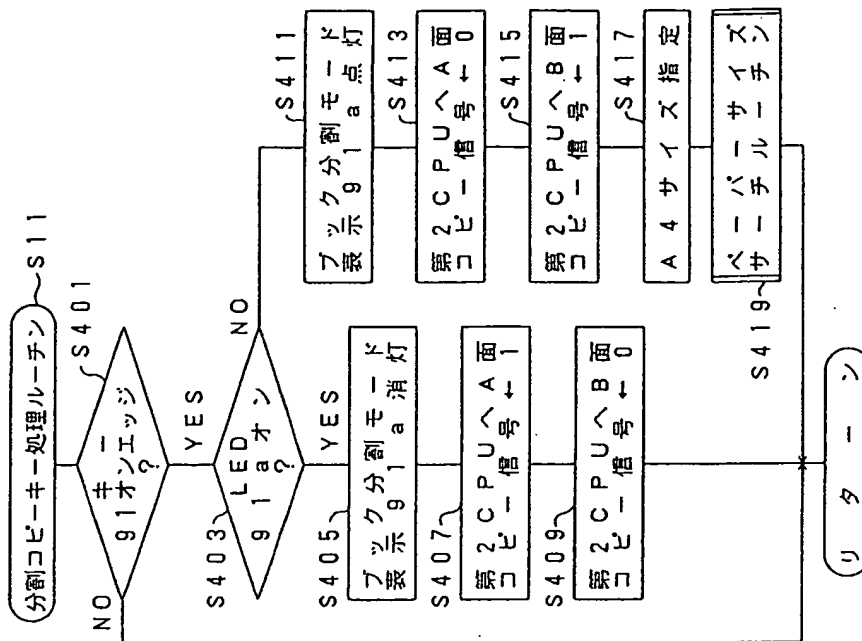 分割コピーキー処理ルーチン
S11
キー
91オンエッジ
?
S401
NO
YES
LED
91aオン
?
S403
NO
YES
ブック分割モード
表示91a消灯
S405
第2CPUへA面
コピー信号←1
S407
第2CPUへB面
コピー信号←0
S409
ブック分割モード
表示91a点灯
S411
第2CPUへA面
コピー信号←0
S413
第2CPUへB面
コピー信号←1
S415
A4サイズ指定
S417
ペーパーサイズ
サーチルーチン
S419
リターン